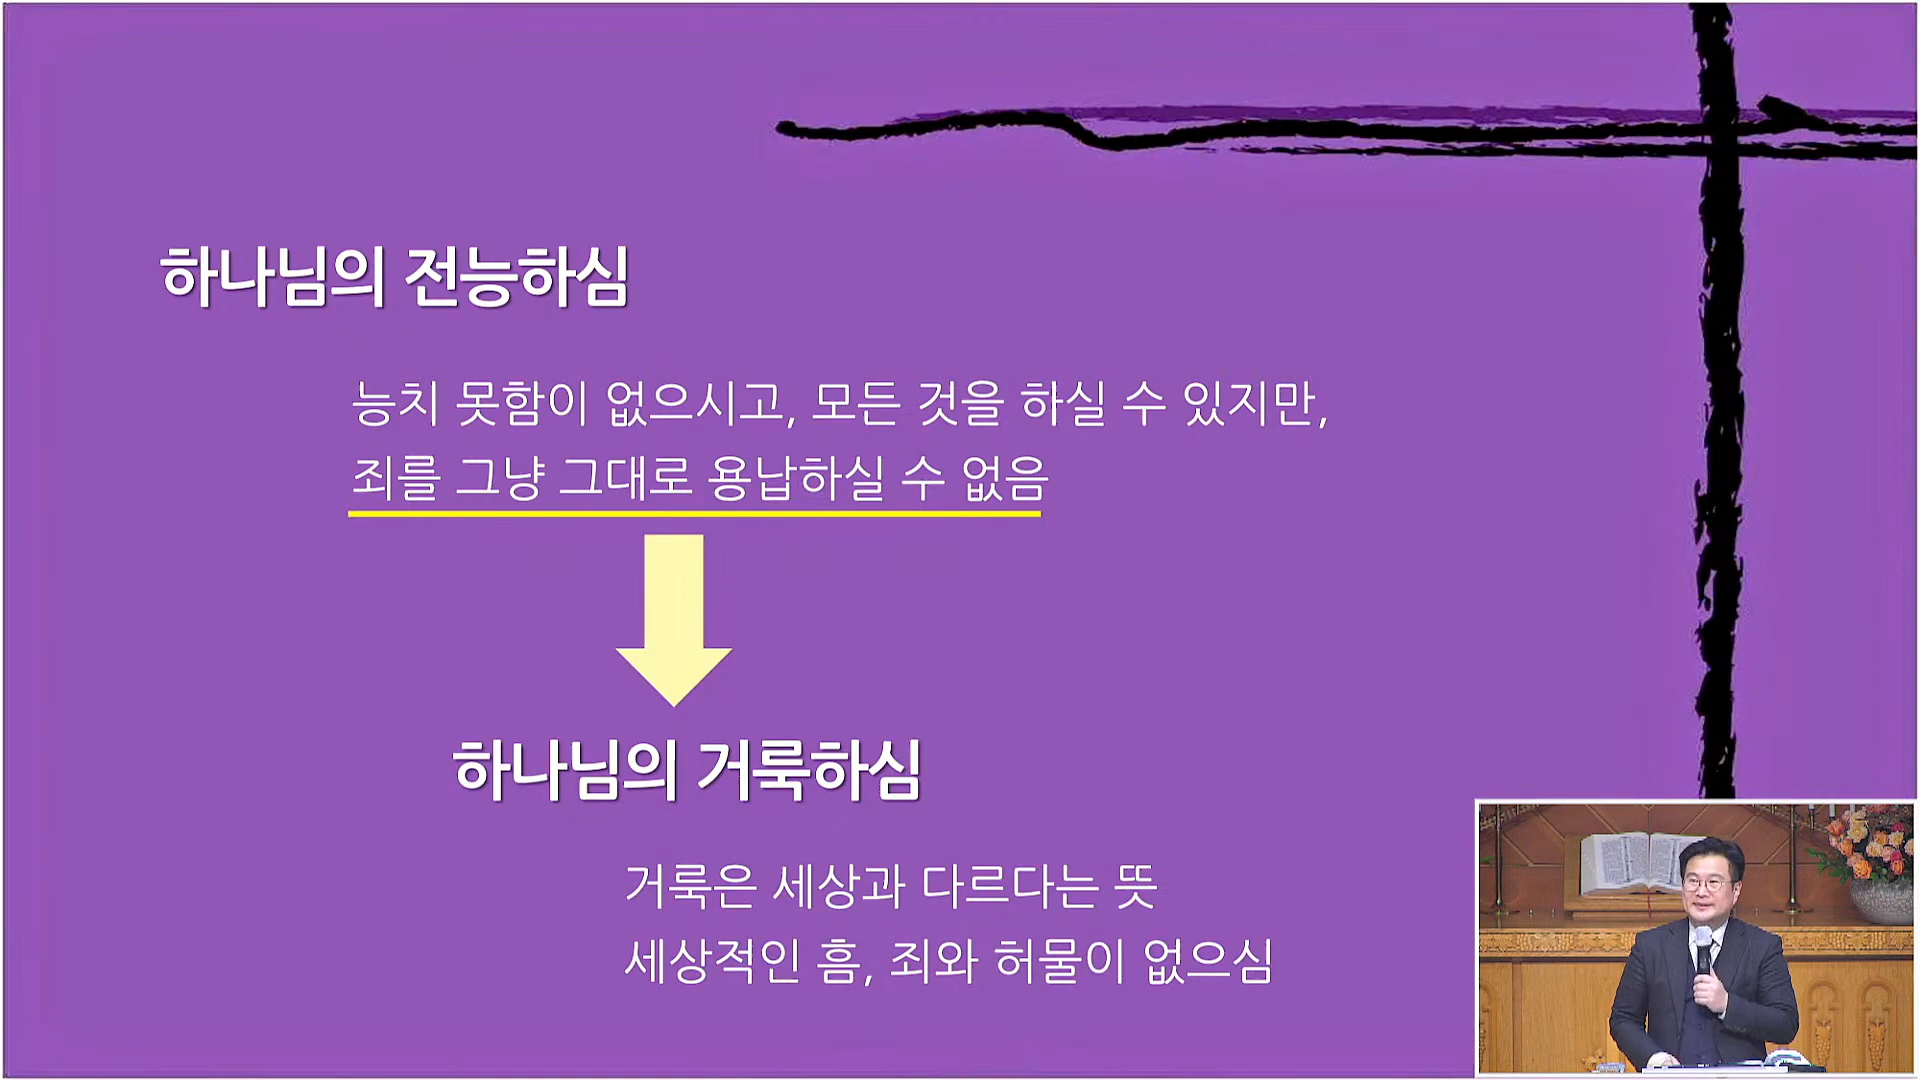 하나님의 전능하심
능치 못함이 없으시고, 모든 것을 하실 수 있지만,
죄를 그냥 그대로 용납하실 수 없음
하나님의 거룩하심
거룩은 세상과 다르다는 뜻
세상적인 흠, 죄와 허물이 없으심